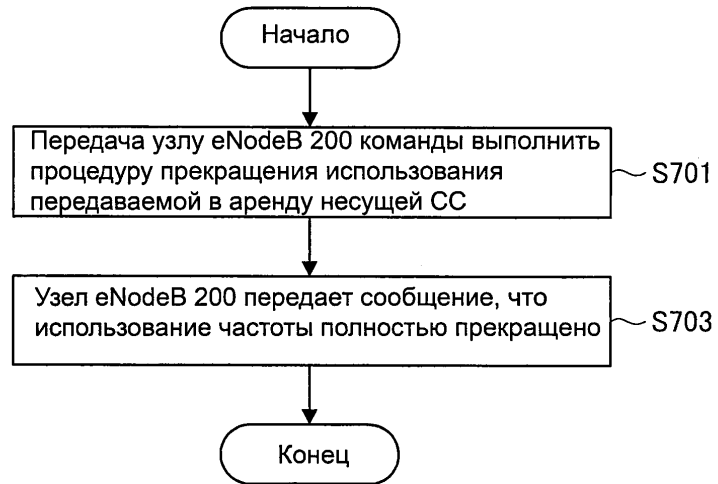 Начало
Передача узлу eNodeB 200 команды выполнить
процедуру прекращения использования
передаваемой в аренду несущей CC
S701
Узел eNodeB 200 передает сообщение, что
использование частоты полностью прекращено
S703
Конец